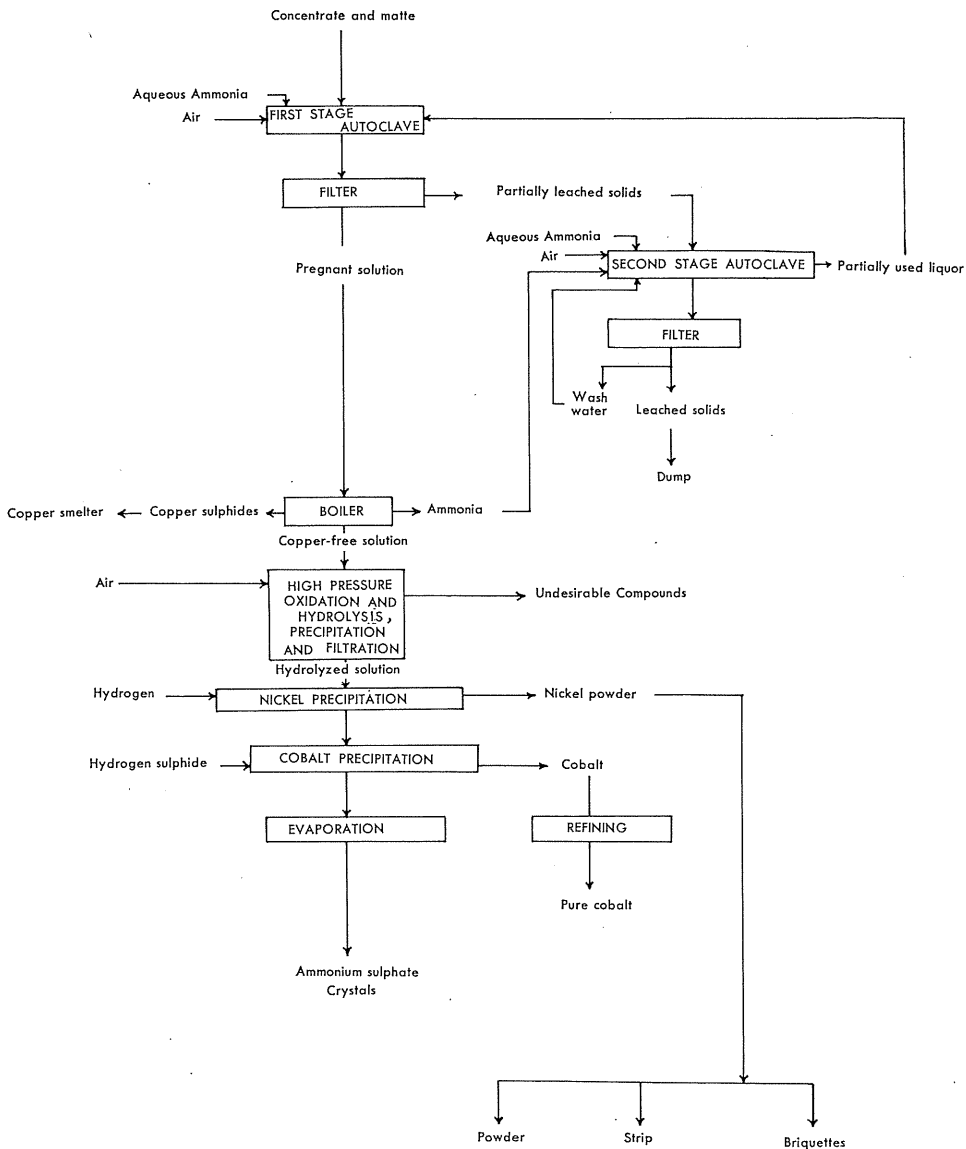 Concentrate and matte
Aqueous Ammonia
Air
FIRST STAGE
AUTOCLAVE
FILTER
Partially leached solids
Aqueous Ammonia
Air
SECOND STAGE AUTOCLAVE
Partially used liquor
Pregnant solution
FILTER
Wash
water
Leached solids
Dump
Copper smelter
Copper sulphides
BOILER
Ammonia
Copper-free solution
Air
HIGH PRESSURE
OXIDATION AND
HYDROLYSIS,
PRECIPITATION
AND FILTRATION
Undesirable Compounds
Hydrolyzed solution
Hydrogen
NICKEL PRECIPITATION
Nickel powder
Hydrogen sulphide
COBALT PRECIPITATION
Cobalt
EVAPORATION
REFINING
Pure cobalt
Ammonium sulphate
Crystals
Powder
Strip
Briquettes